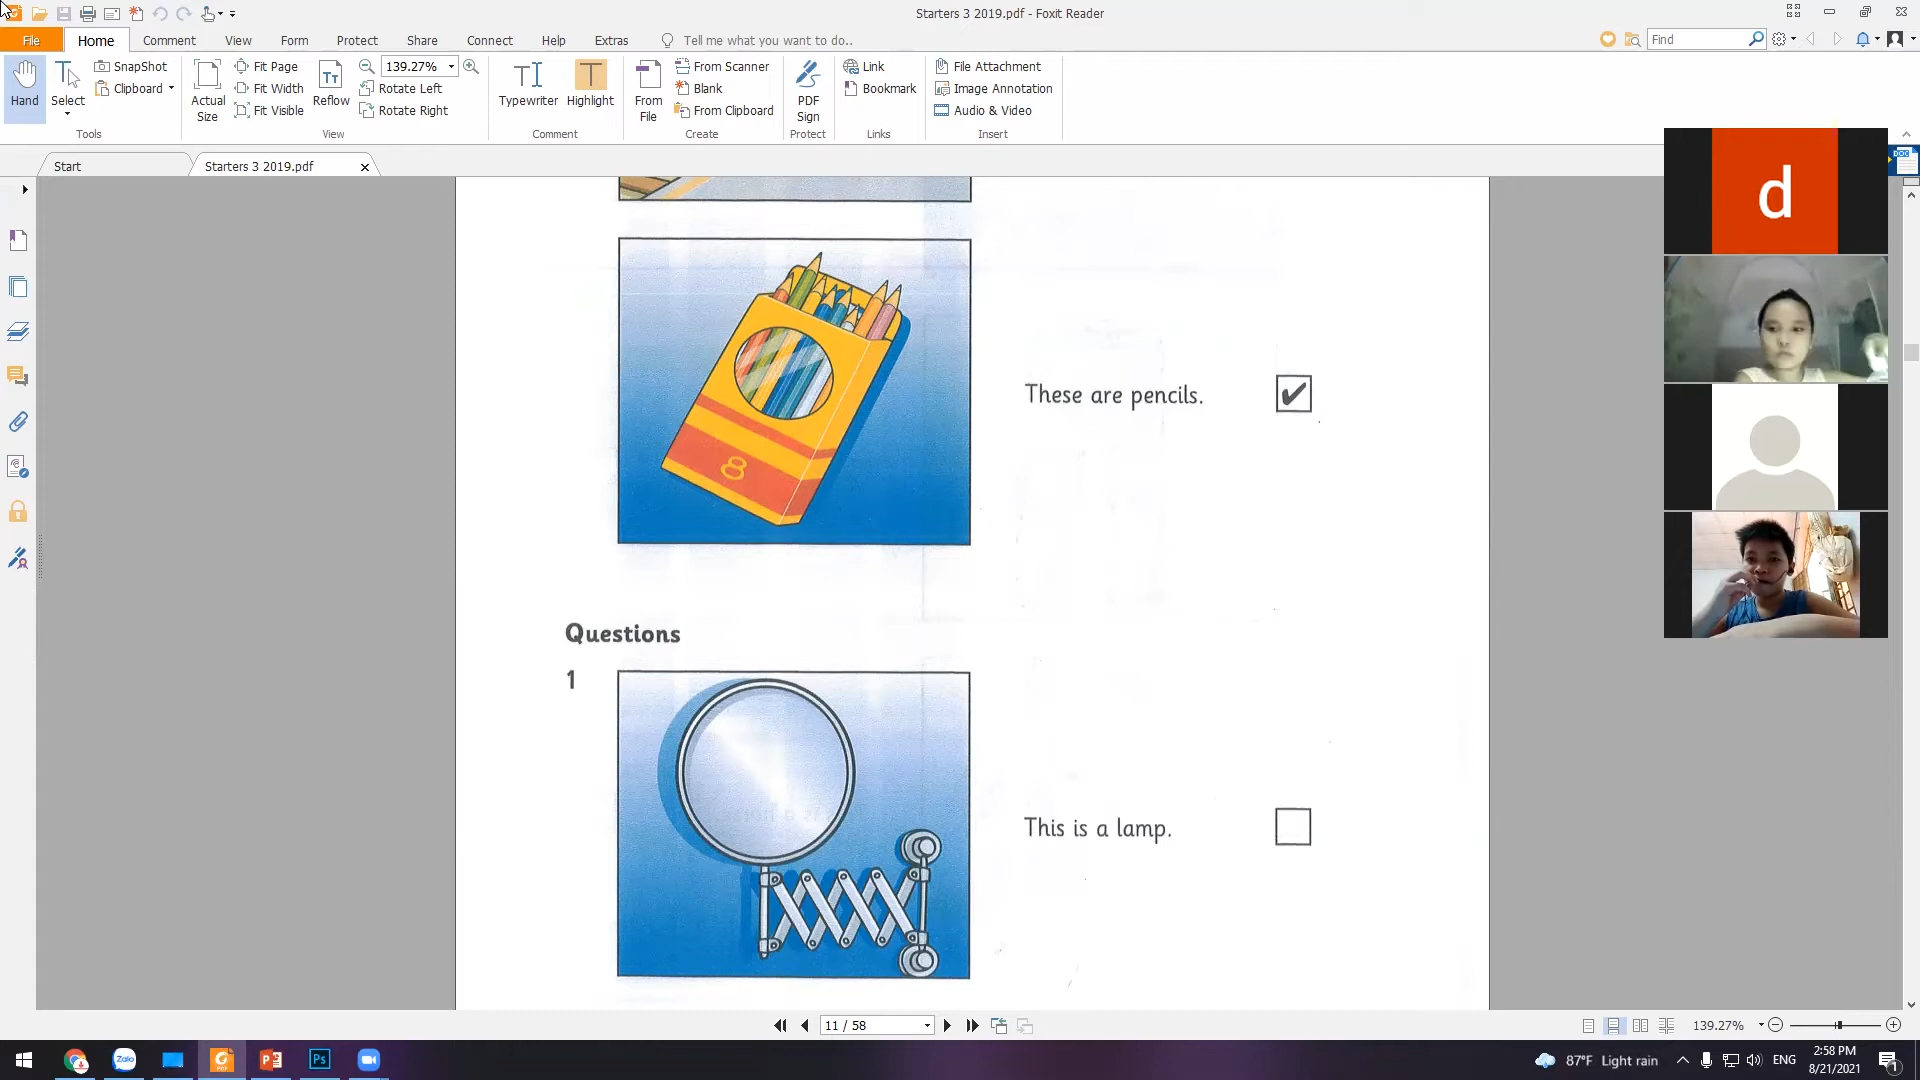 Starters 3 2019.pdf - Foxit Reader
File Home Comment View Form Protect Share Connect Help Extras Tell me what you want to do.. Find
Hand
Select
SnapShot
Clipboard
Tools
Actual Size
Fit Page
Fit Width
Fit Visible
Reflow
139.27%
Rotate Left
Rotate Right
View
Typewriter
Highlight
Comment
From File
From Scanner
Blank
From Clipboard
Create
PDF Sign
Protect
Link
Bookmark
Links
File Attachment
Image Annotation
Audio & Video
Insert
Start
Starters 3 2019.pdf
DOC
d
8
These are pencils. ✔
Questions
1
This is a lamp.
11 / 58
139.27%
Zalo
Ps
87°F Light rain
ENG
2:58 PM
8/21/2021
1